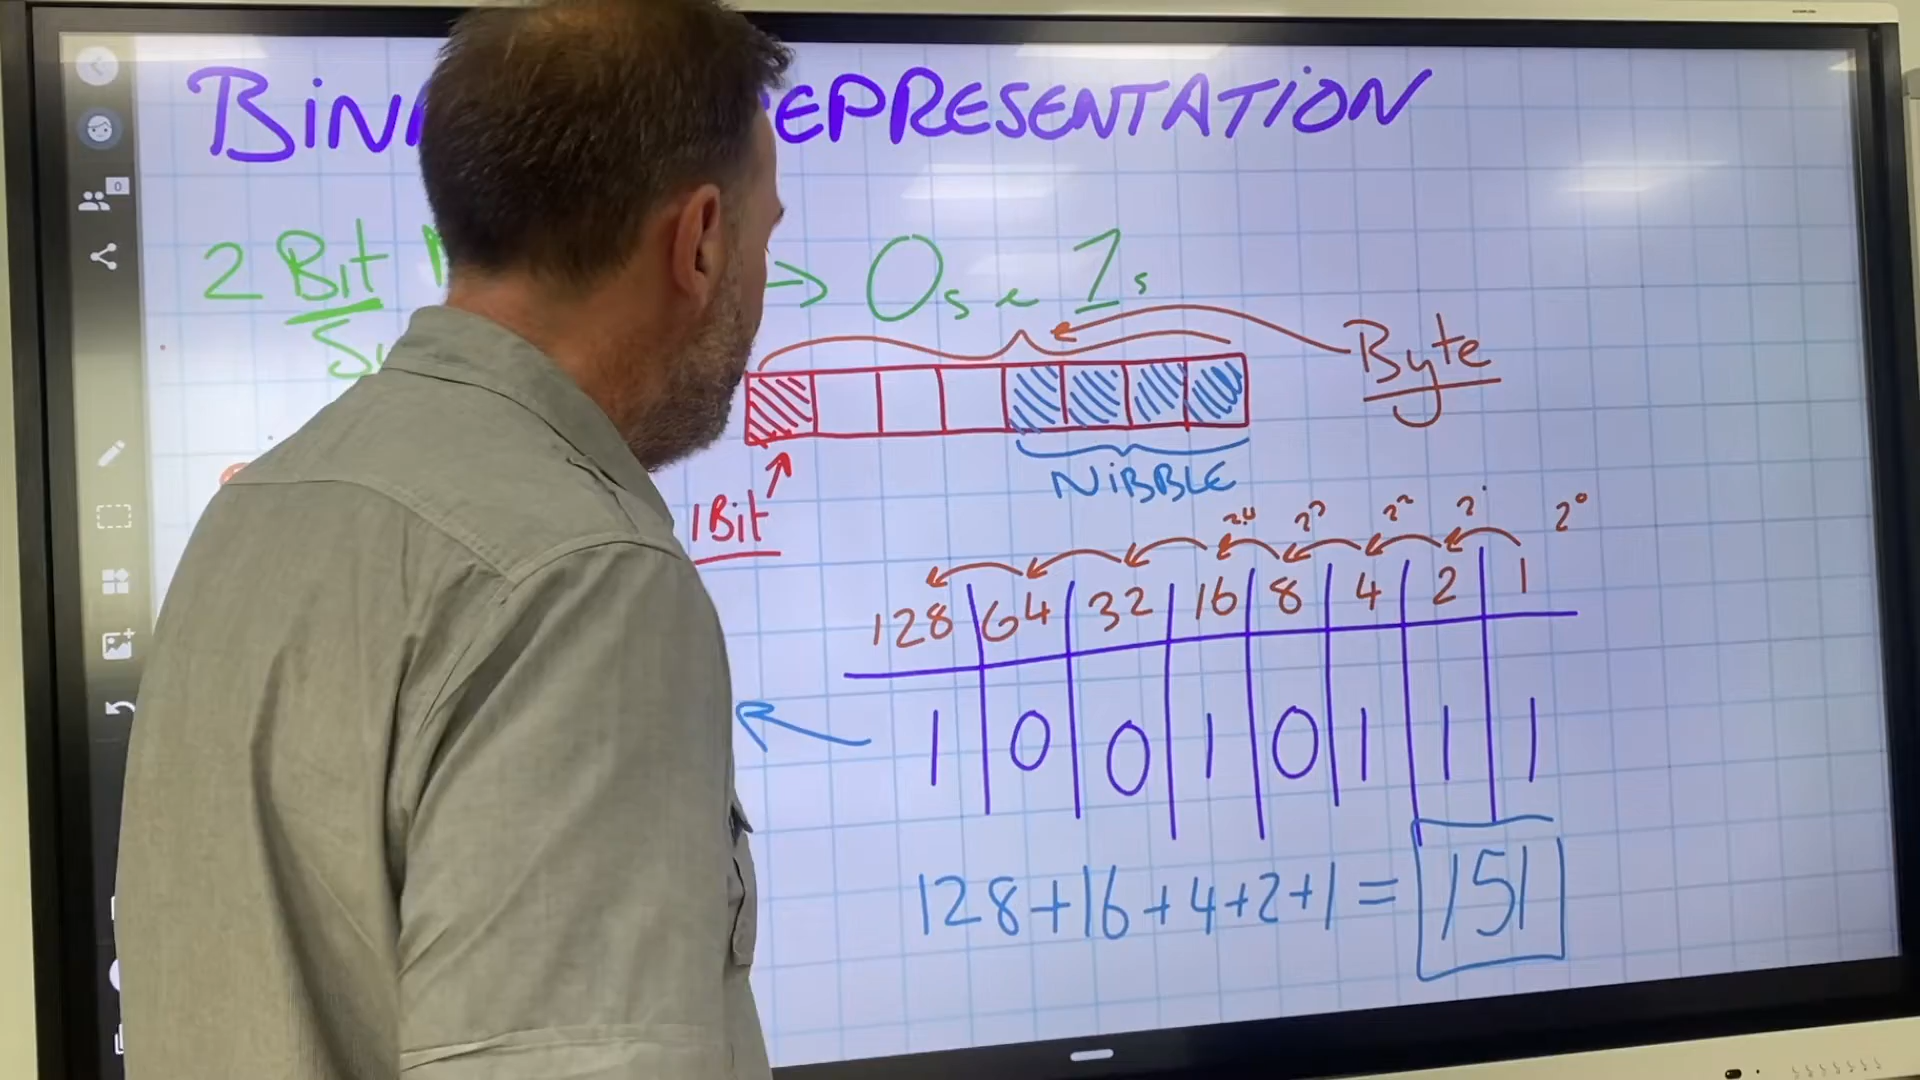 EPRESENTATION
2 Bit
→ 0s e 1s
Byte
NiBBLE
1Bit
2⁴ 2³ 2² 2¹ 2⁰
128 64 32 16 8 4 2 1
1 0 0 1 0 1 1 1
128+16+4+2+1 = 151